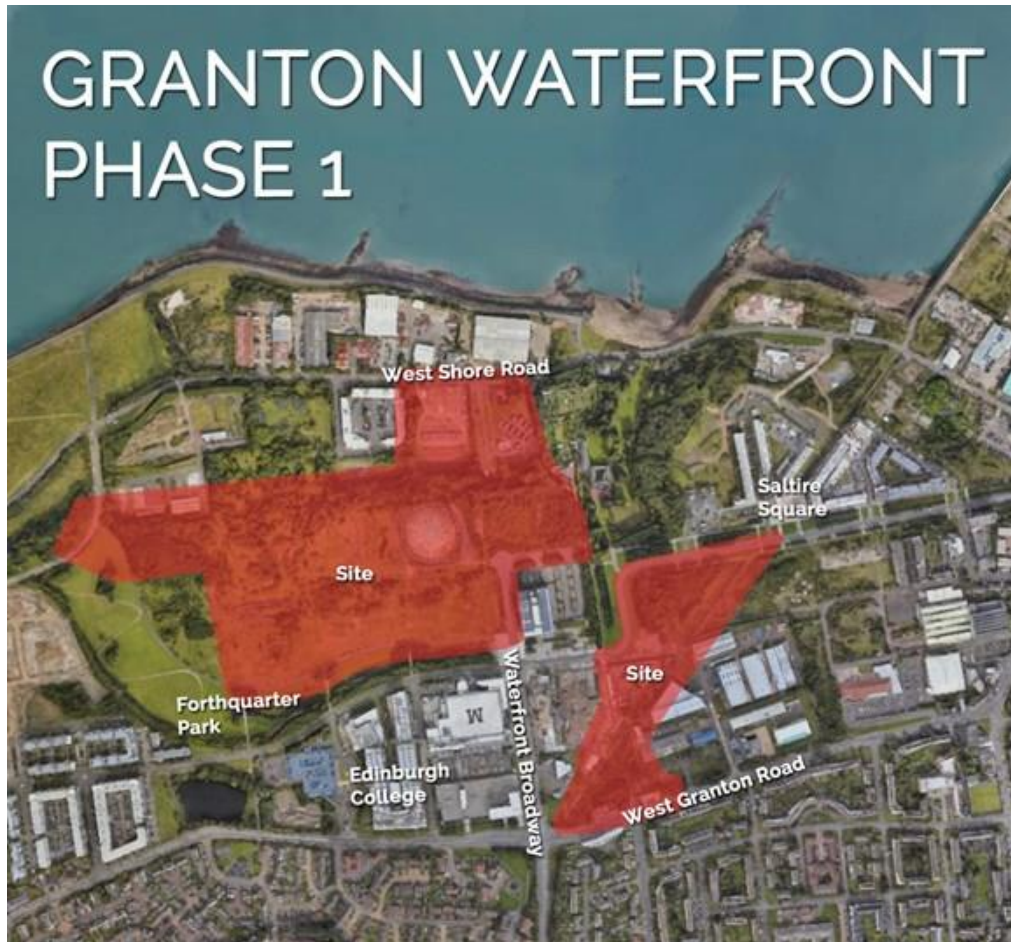 GRANTON WATERFRONT
PHASE 1
West Shore Road
Saltire
Square
Site
Site
Forthquarter
Park
Waterfront Broadway
Edinburgh
College
West Granton Road
M